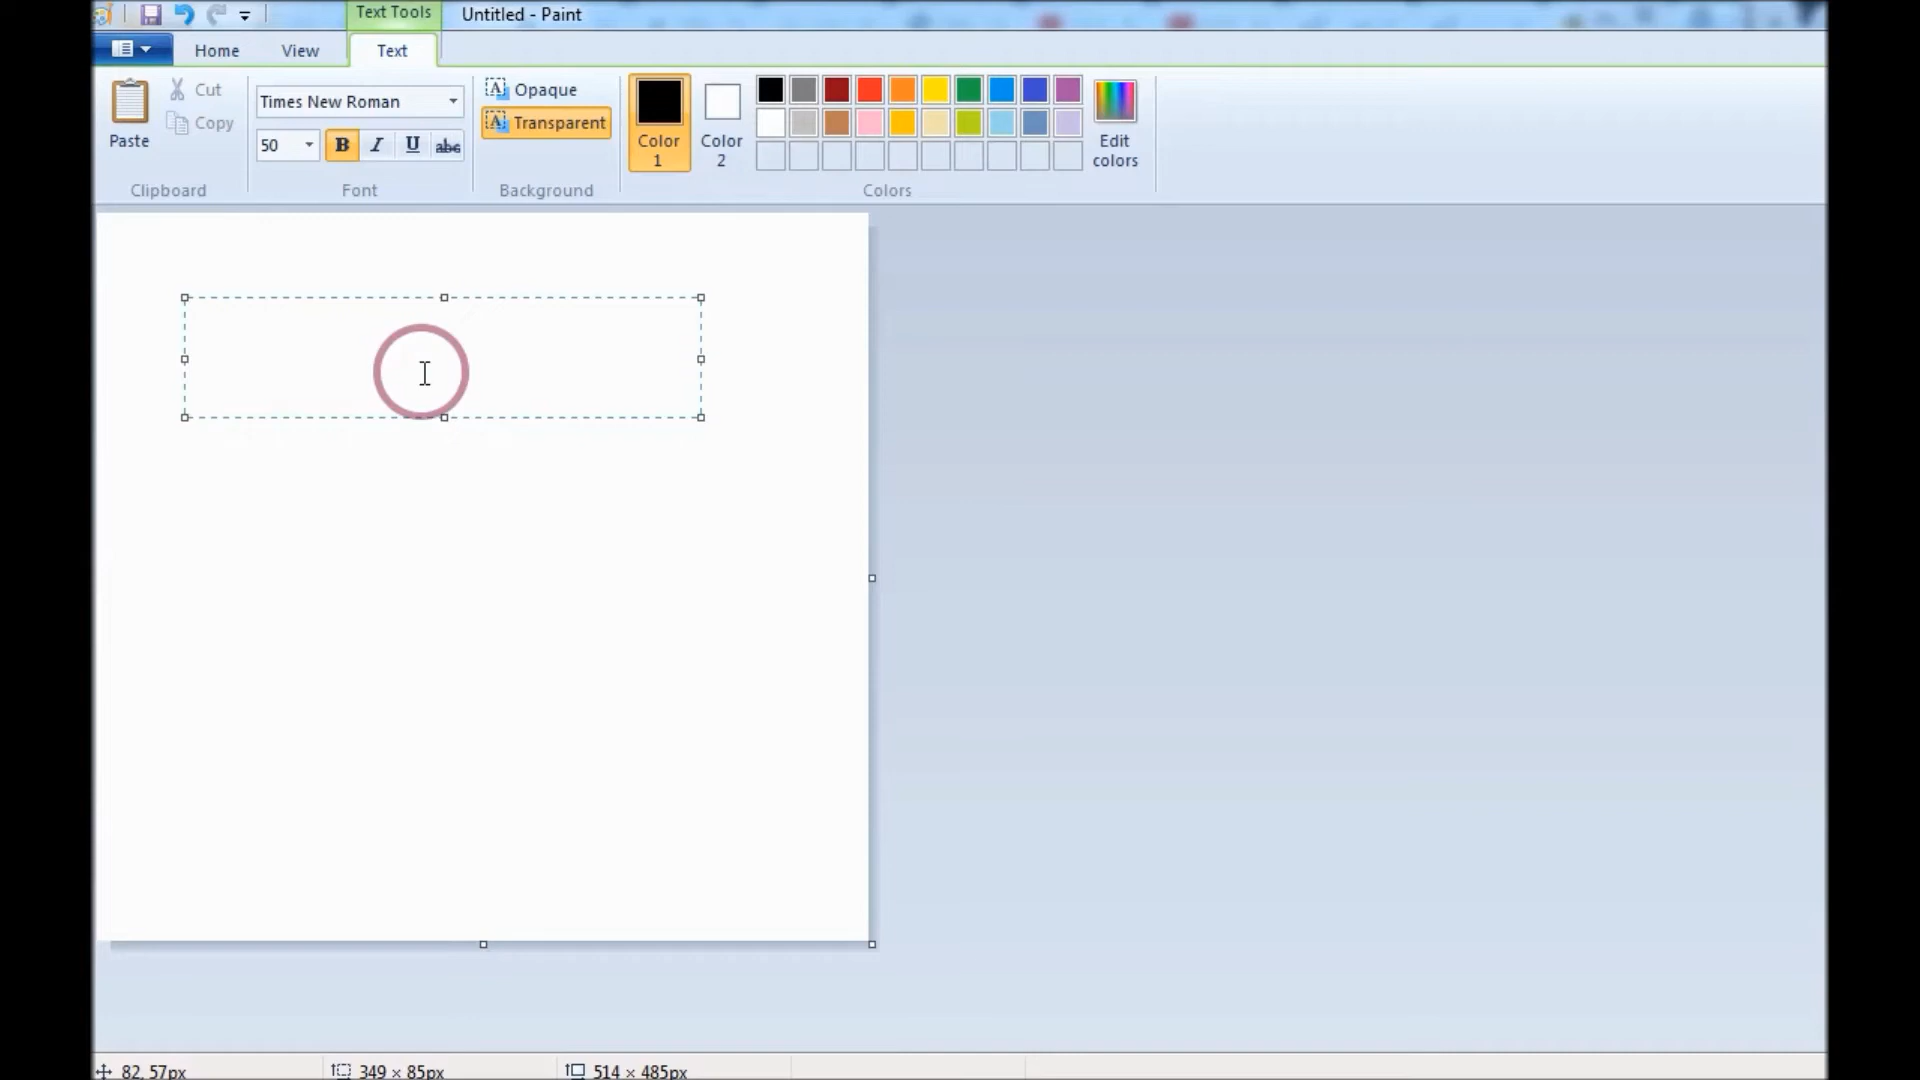 Text Tools
Untitled - Paint
Home
View
Text
Paste
Cut
Copy
Clipboard
Times New Roman
50
B I U abc
Font
Opaque
Transparent
Background
Color 1
Color 2
Edit colors
Colors
82, 57px
349 × 85px
514 × 485px